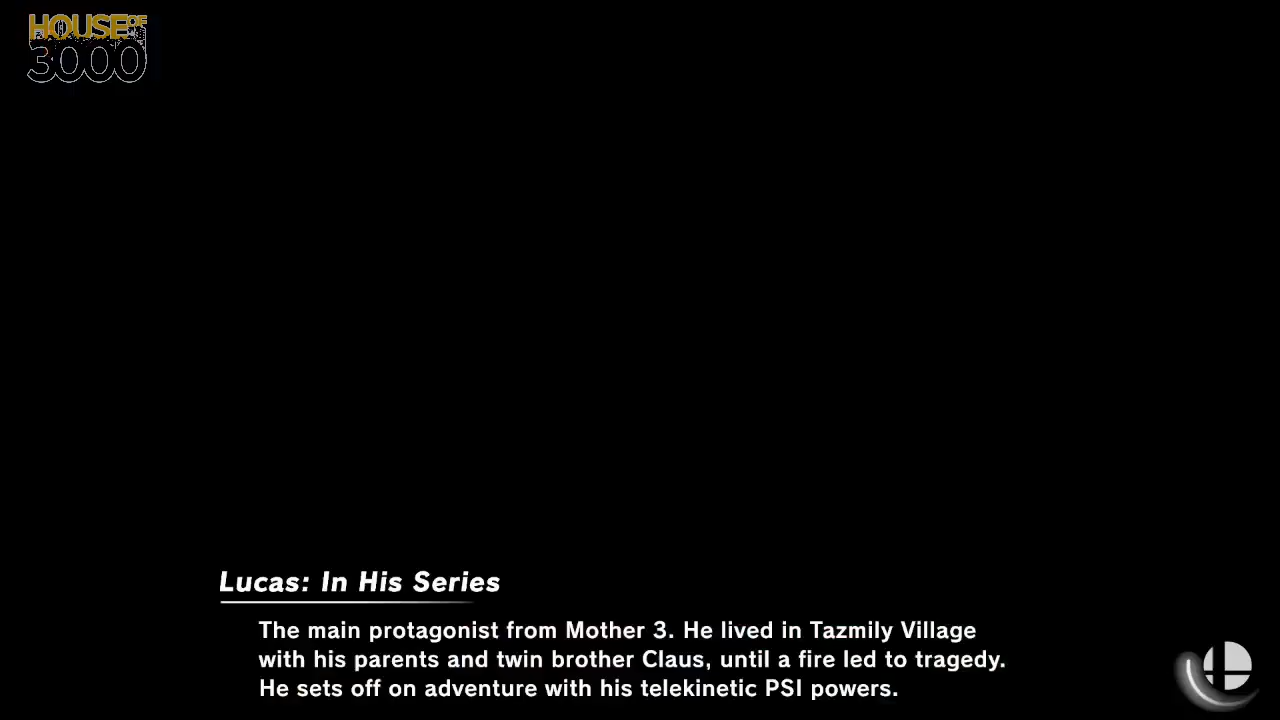 HOUSE OF
3000
Lucas: In His Series
The main protagonist from Mother 3. He lived in Tazmily Village
with his parents and twin brother Claus, until a fire led to tragedy.
He sets off on adventure with his telekinetic PSI powers.